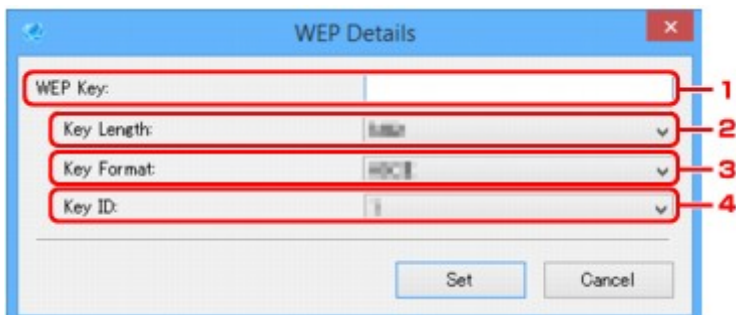 WEP Details
WEP Key: 1
Key Length: 2
Key Format: 3
Key ID: 4
Set Cancel